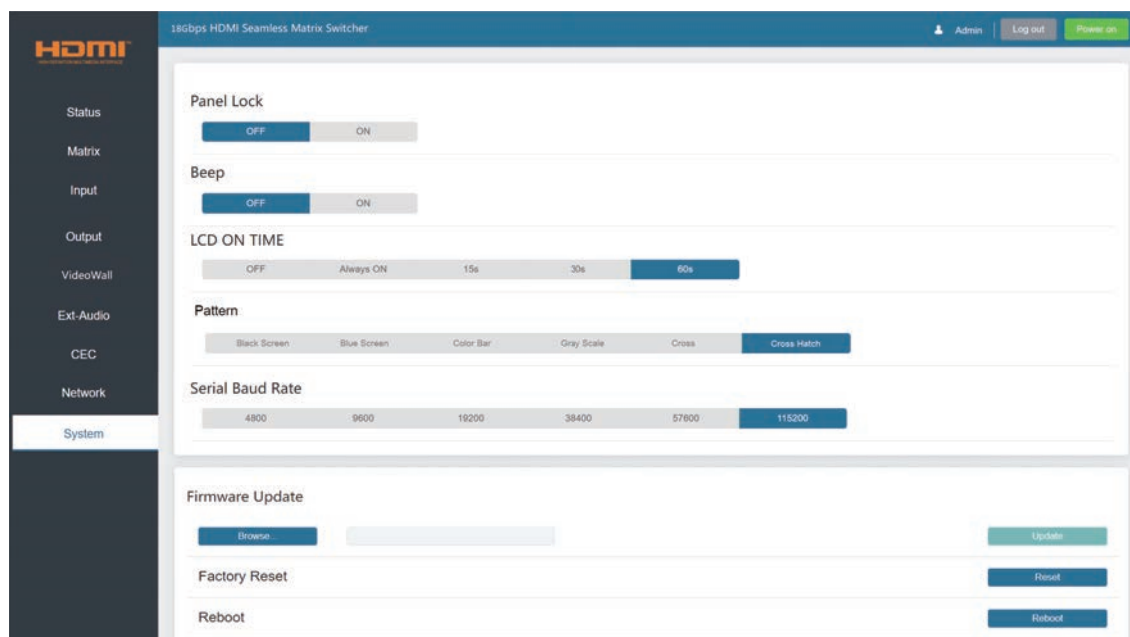 18Gbps HDMI Seamless Matrix Switcher
Admin
Log out
Power on
HDMI
Status
Matrix
Input
Output
VideoWall
Ext-Audio
CEC
Network
System
Panel Lock
OFF ON
Beep
OFF ON
LCD ON TIME
OFF Always ON 15s 30s 60s
Pattern
Black Screen Blue Screen Color Bar Gray Scale Cross Cross Hatch
Serial Baud Rate
4800 9600 19200 38400 57600 115200
Firmware Update
Browse... Update
Factory Reset Reset
Reboot Reboot